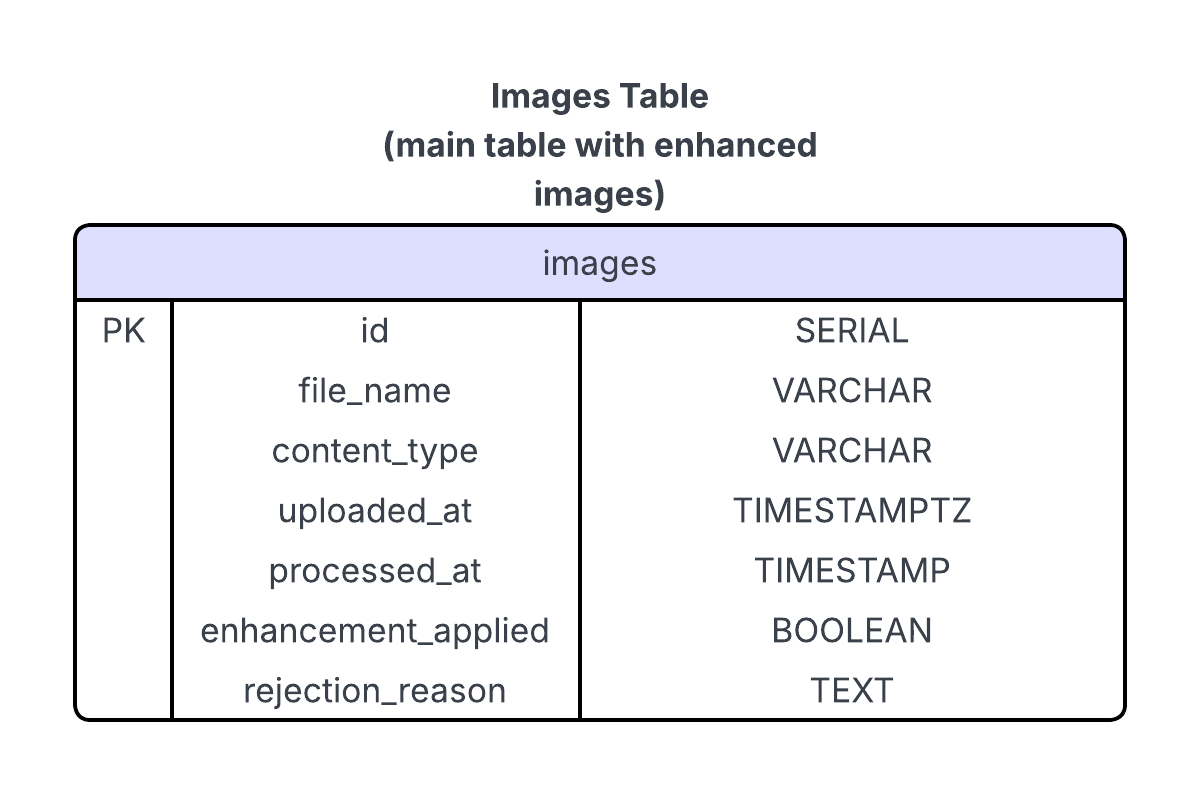 Images Table
(main table with enhanced
images)
images
PK id SERIAL
file_name VARCHAR
content_type VARCHAR
uploaded_at TIMESTAMPTZ
processed_at TIMESTAMP
enhancement_applied BOOLEAN
rejection_reason TEXT